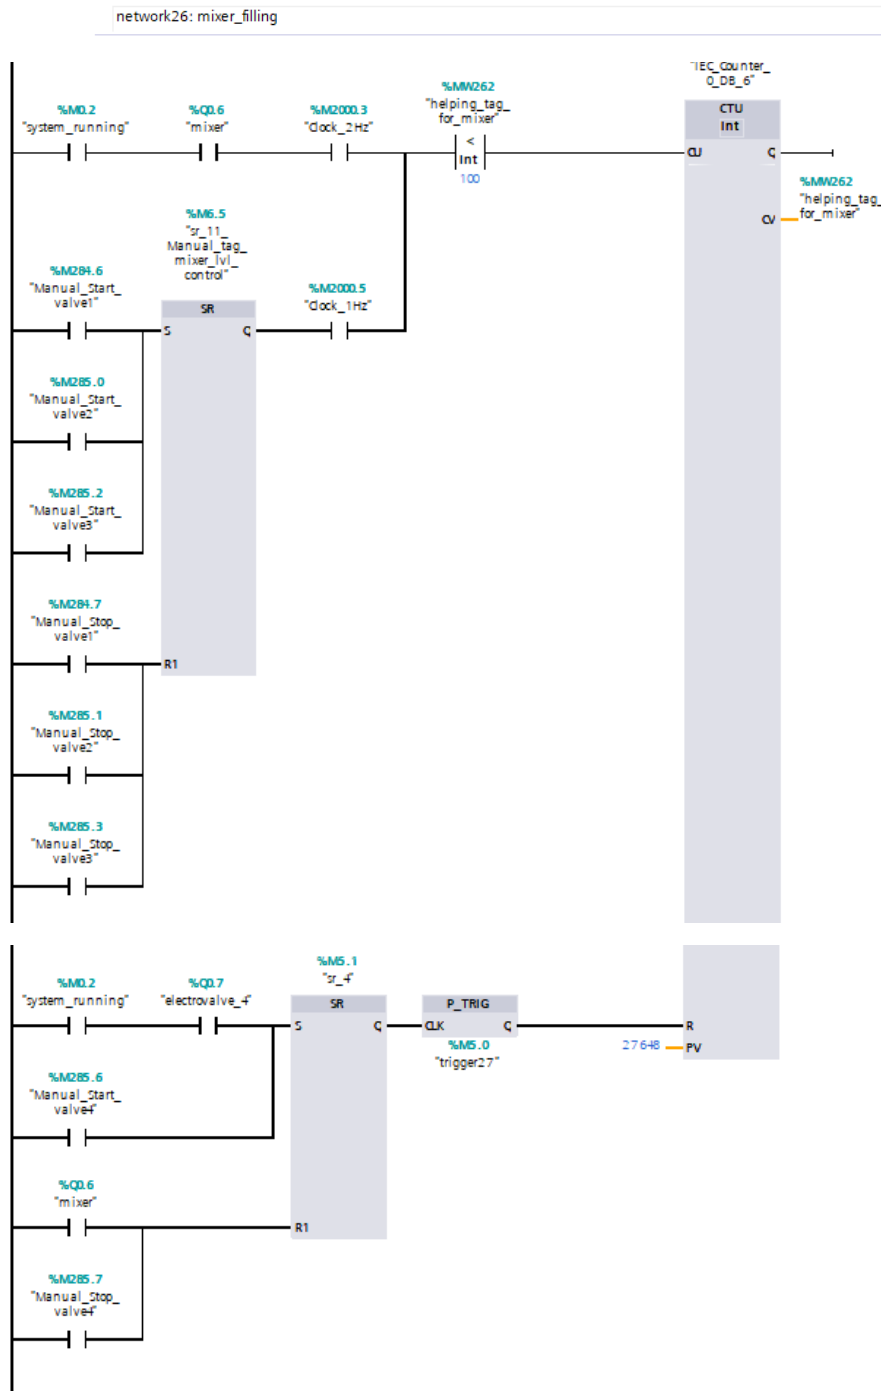 network26: mixer_filling
"IEC_Counter_
0_DB_6"
CTU
Int
%M0.2
"system_running"
%Q0.6
"mixer"
%M2000.3
"Clock_2Hz"
%MW262
"helping_tag_
for_mixer"
<
Int
100
CU
Q
%MW262
"helping_tag_
for_mixer"
CV
%M6.5
"sr_11_
Manual_tag_
mixer_lvl_
control"
SR
%M284.6
"Manual_Start_
valve1"
S
Q
%M2000.5
"Clock_1Hz"
%M285.0
"Manual_Start_
valve2"
%M285.2
"Manual_Start_
valve3"
%M284.7
"Manual_Stop_
valve1"
R1
%M285.1
"Manual_Stop_
valve2"
%M285.3
"Manual_Stop_
valve3"
%M0.2
"system_running"
%Q0.7
"electrovalve_4"
%M5.1
"sr_4"
SR
S
Q
P_TRIG
CLK
Q
%M5.0
"trigger27"
R
27648
PV
%M285.6
"Manual_Start_
valve4"
%Q0.6
"mixer"
R1
%M285.7
"Manual_Stop_
valve4"